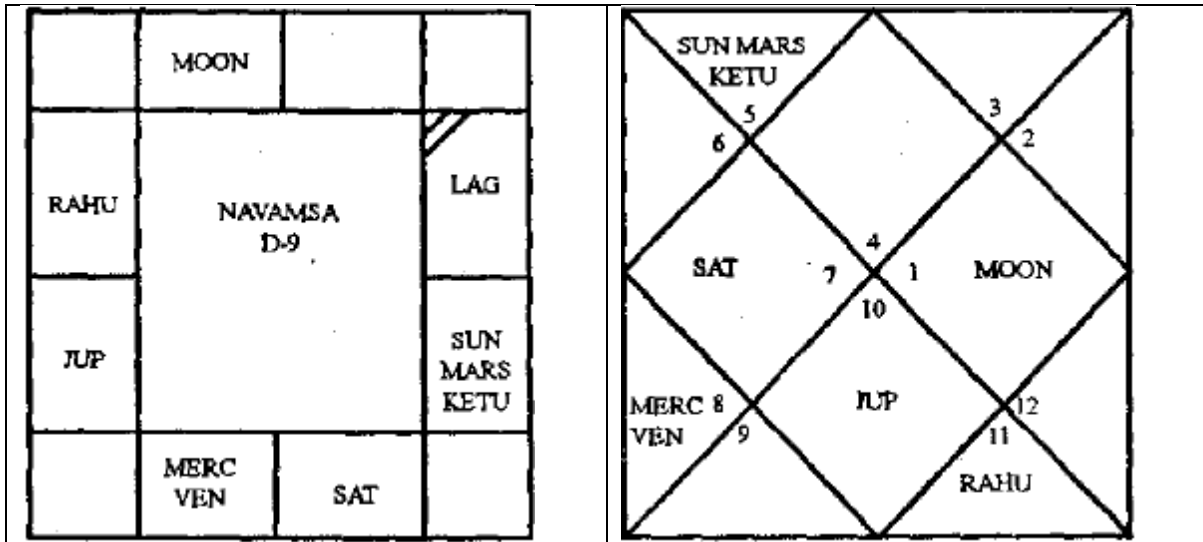 MOON
LAG
RAHU
NAVAMSA
D-9
JUP
SUN
MARS
KETU
MERC
VEN
SAT
SUN MARS
KETU
5
3
6
2
4
SAT
7
1
MOON
10
MERC 8
VEN
JUP
12
9
11
RAHU